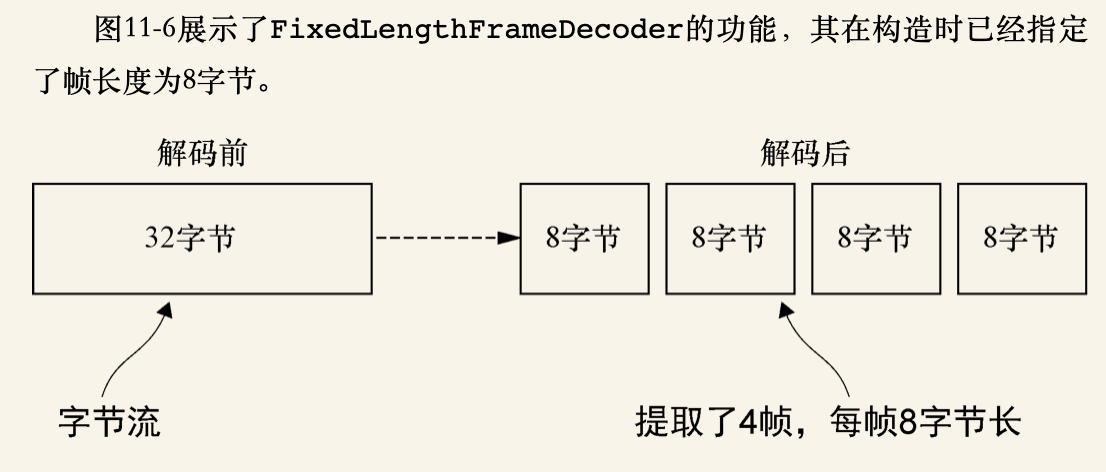 图11-6展示了FixedLengthFrameDecoder的功能，其在构造时已经指定
了帧长度为8字节。
解码前
解码后
32字节
8字节
8字节
8字节
8字节
字节流
提取了4帧，每帧8字节长